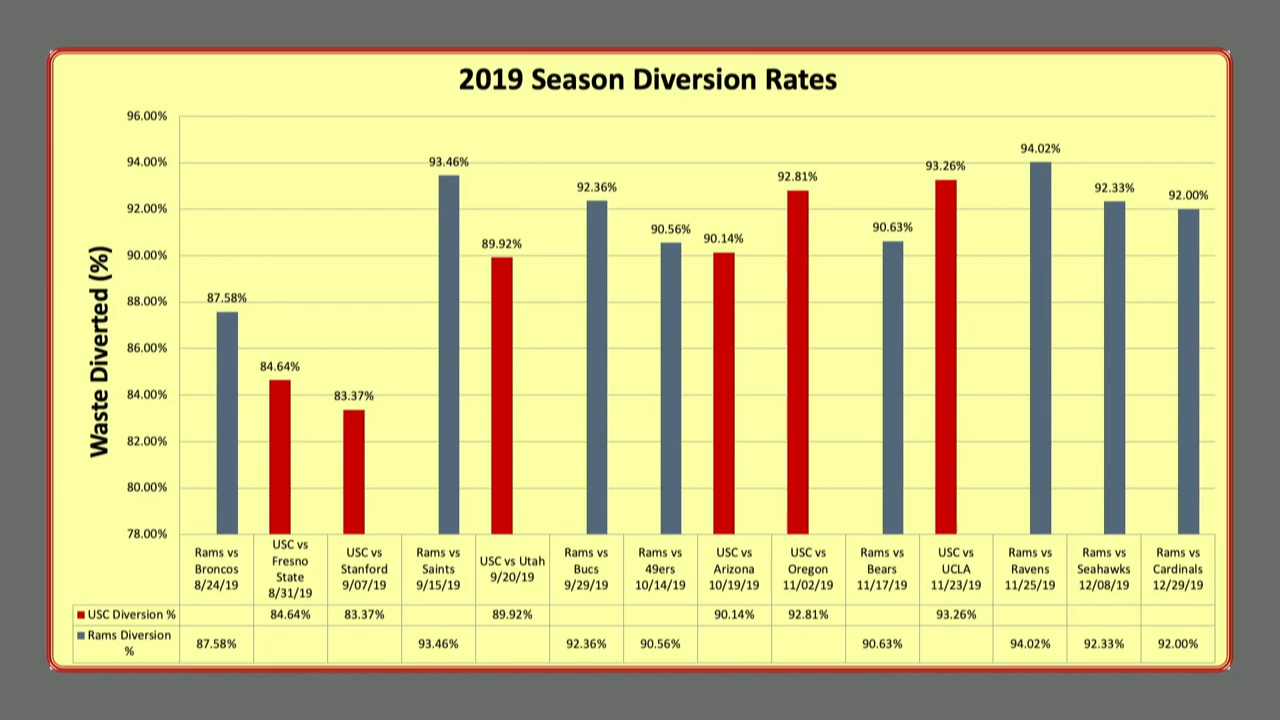 2019 Season Diversion Rates
Waste Diverted (%)
96.00%
94.00%
92.00%
90.00%
88.00%
86.00%
84.00%
82.00%
80.00%
78.00%
87.58%
84.64%
83.37%
93.46%
89.92%
92.36%
90.56%
90.14%
92.81%
90.63%
93.26%
94.02%
92.33%
92.00%
Rams vs
Broncos
8/24/19
USC vs
Fresno
State
8/31/19
USC vs
Stanford
9/07/19
Rams vs
Saints
9/15/19
USC vs Utah
9/20/19
Rams vs
Bucs
9/29/19
Rams vs
49ers
10/14/19
USC vs
Arizona
10/19/19
USC vs
Oregon
11/02/19
Rams vs
Bears
11/17/19
USC vs
UCLA
11/23/19
Rams vs
Ravens
11/25/19
Rams vs
Seahawks
12/08/19
Rams vs
Cardinals
12/29/19
USC Diversion % 84.64% 83.37% 89.92% 90.14% 92.81% 93.26%
Rams Diversion
%
87.58% 93.46% 92.36% 90.56% 90.63% 94.02% 92.33% 92.00%